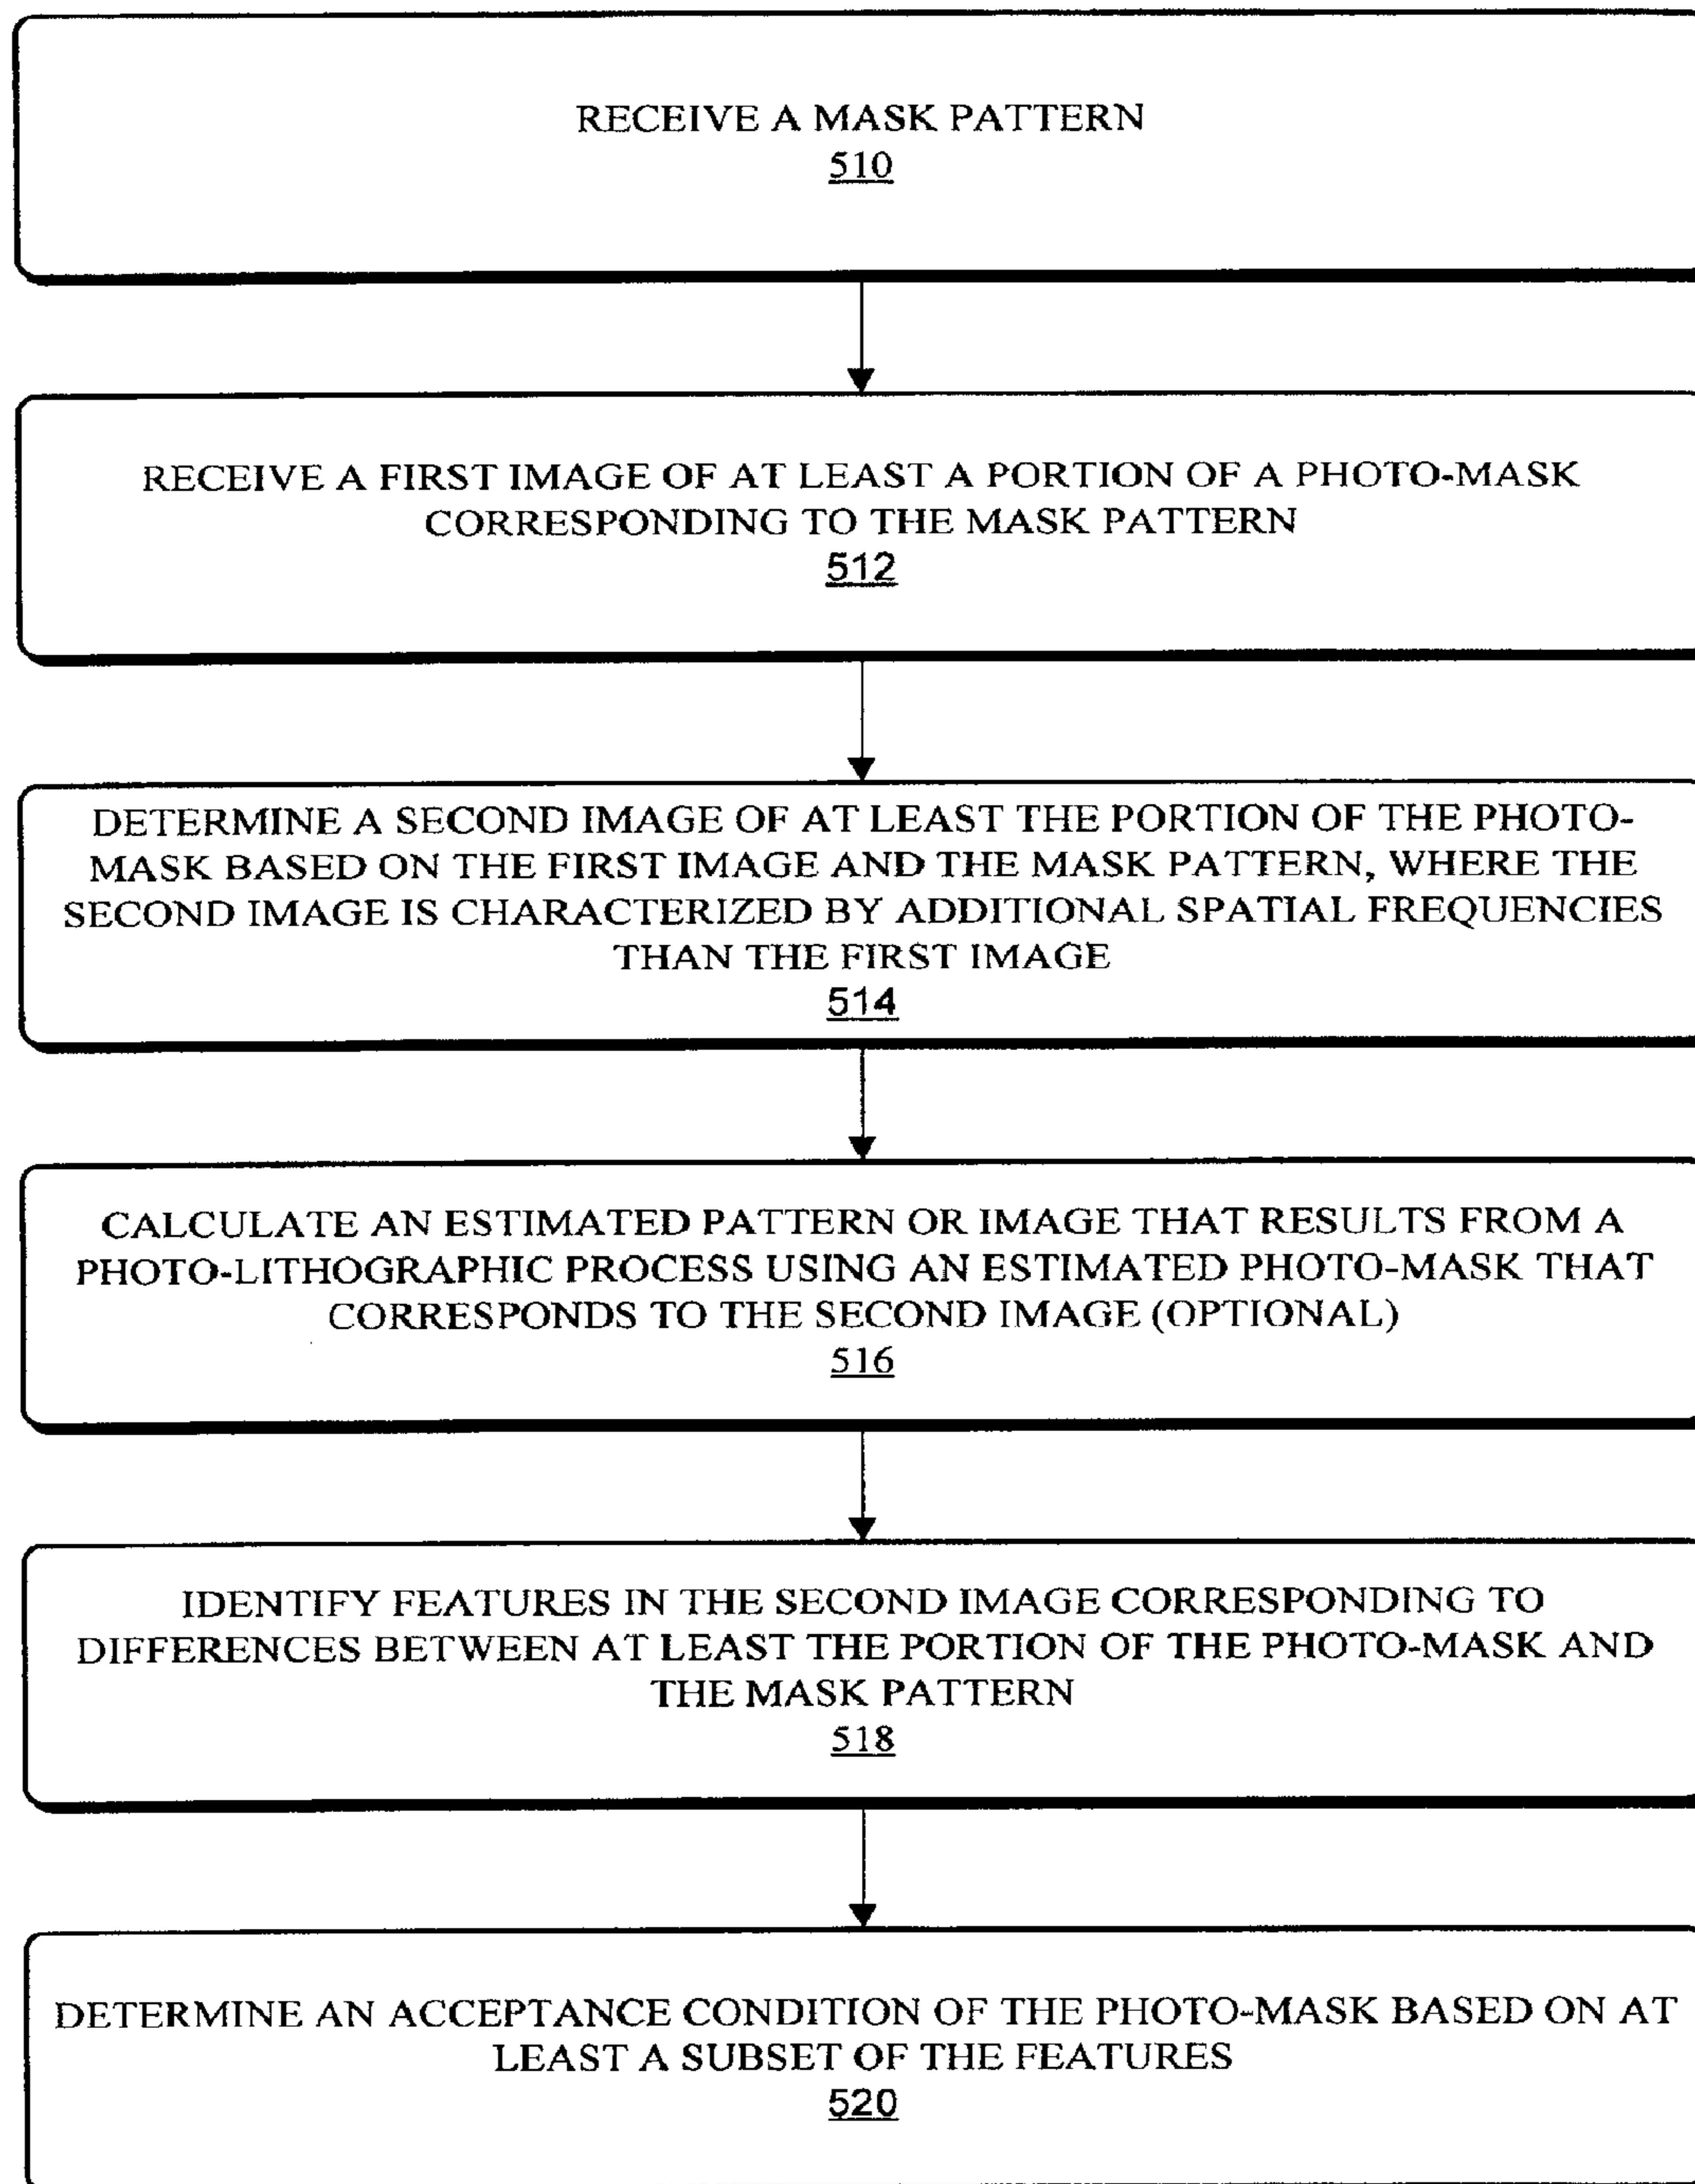 RECEIVE A MASK PATTERN
510
RECEIVE A FIRST IMAGE OF AT LEAST A PORTION OF A PHOTO-MASK
CORRESPONDING TO THE MASK PATTERN
512
DETERMINE A SECOND IMAGE OF AT LEAST THE PORTION OF THE PHOTO-
MASK BASED ON THE FIRST IMAGE AND THE MASK PATTERN, WHERE THE
SECOND IMAGE IS CHARACTERIZED BY ADDITIONAL SPATIAL FREQUENCIES
THAN THE FIRST IMAGE
514
CALCULATE AN ESTIMATED PATTERN OR IMAGE THAT RESULTS FROM A
PHOTO-LITHOGRAPHIC PROCESS USING AN ESTIMATED PHOTO-MASK THAT
CORRESPONDS TO THE SECOND IMAGE (OPTIONAL)
516
IDENTIFY FEATURES IN THE SECOND IMAGE CORRESPONDING TO
DIFFERENCES BETWEEN AT LEAST THE PORTION OF THE PHOTO-MASK AND
THE MASK PATTERN
518
DETERMINE AN ACCEPTANCE CONDITION OF THE PHOTO-MASK BASED ON AT
LEAST A SUBSET OF THE FEATURES
520